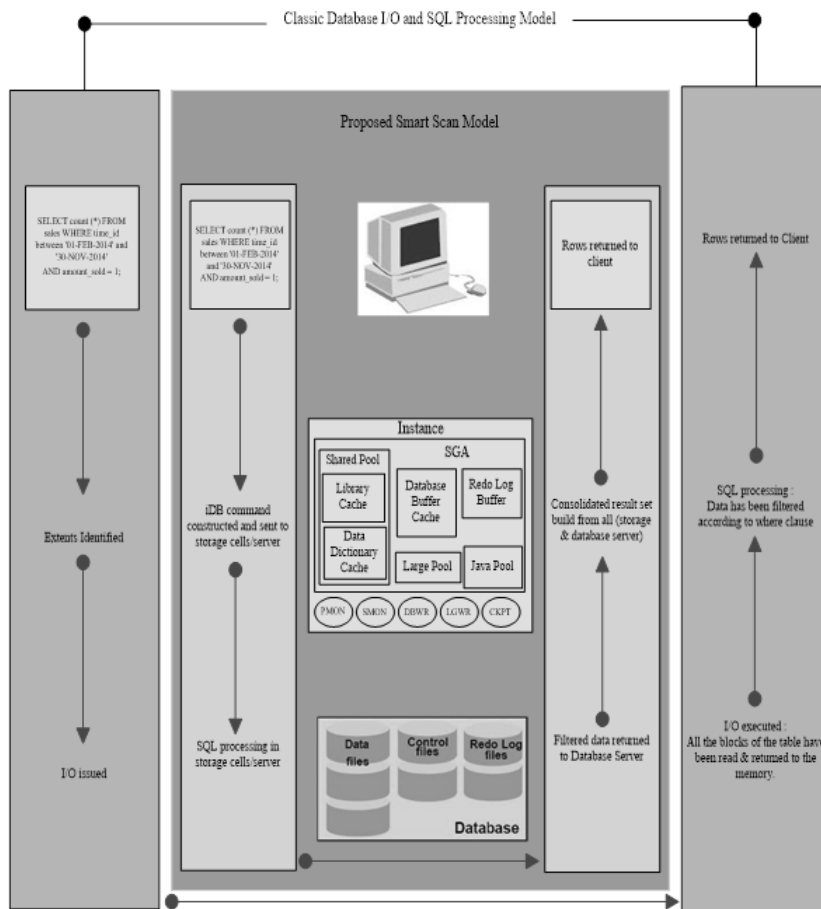 Classic Database I/O and SQL Processing Model
SELECT count (*) FROM
sales WHERE time_id
between '01-FEB-2014' and
'30-NOV-2014'
AND amount_sold = 1;
Extents Identified
I/O issued
Proposed Smart Scan Model
SELECT count (*) FROM
sales WHERE time_id
between '01-FEB-2014'
and '30-NOV-2014'
AND amount_sold = 1;
iDB command
constructed and sent to
storage cells/server
SQL processing in
storage cells/server
Instance
SGA
Shared Pool
Library
Cache
Data
Dictionary
Cache
Database
Buffer
Cache
Redo Log
Buffer
Large Pool
Java Pool
PMON
SMON
DBWR
LGWR
CKPT
Data
files
Control
files
Redo Log
files
Database
Rows returned to
client
Consolidated result set
build from all (storage
& database server)
Filtered data returned
to Database Server
Rows returned to Client
SQL processing :
Data has been filtered
according to where clause
I/O executed :
All the blocks of the table have
been read & returned to the
memory.